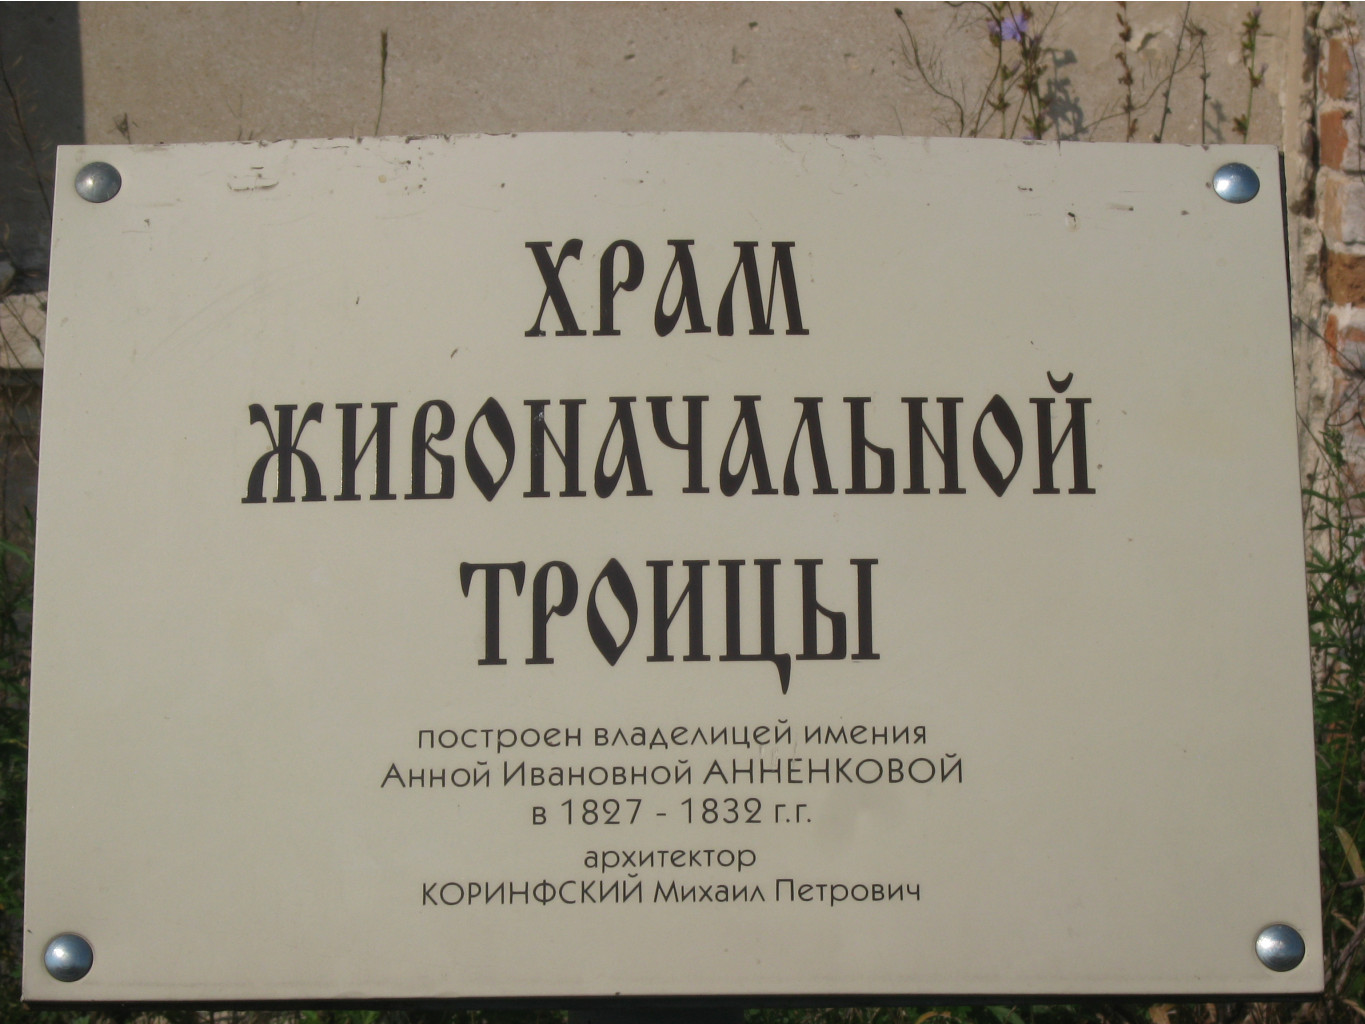 ХРАМ
ЖИВОНАЧАЛЬНОЙ
ТРОИЦЫ
построен владелицей имения
Анной Ивановной АННЕНКОВОЙ
в 1827 - 1832 г.г.
архитектор
КОРИНФСКИЙ Михаил Петрович